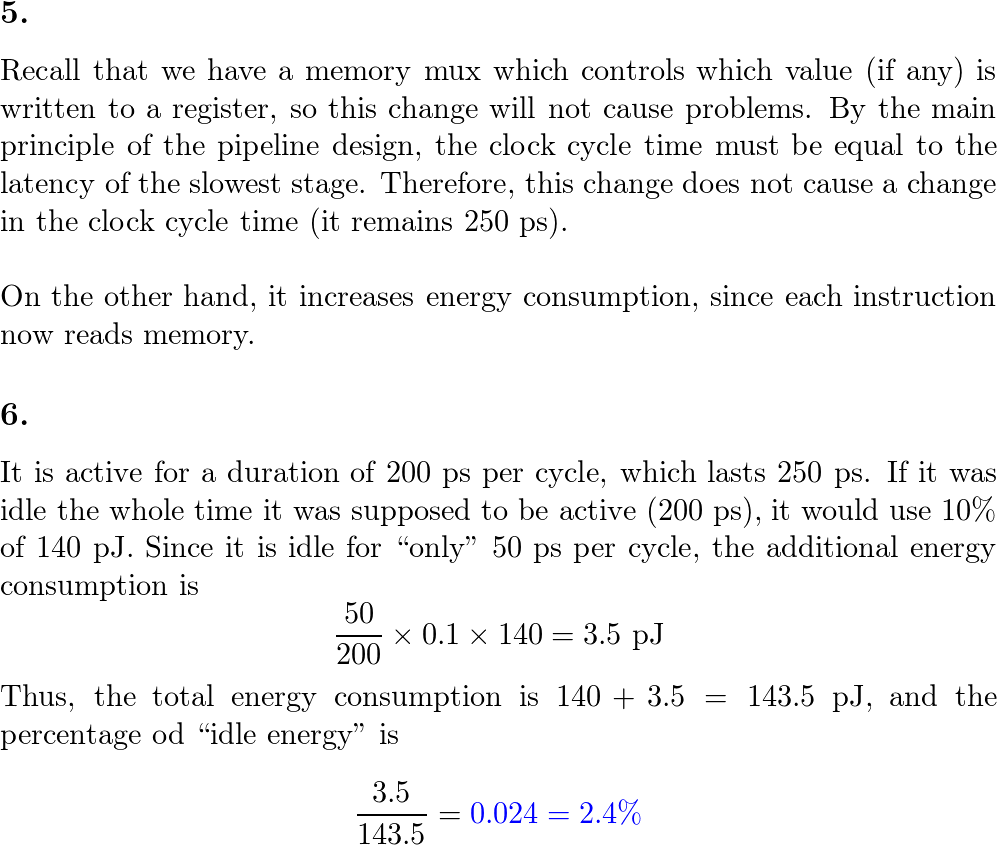 5.
Recall that we have a memory mux which controls which value (if any) is
written to a register, so this change will not cause problems. By the main
principle of the pipeline design, the clock cycle time must be equal to the
latency of the slowest stage. Therefore, this change does not cause a change
in the clock cycle time (it remains 250 ps).
On the other hand, it increases energy consumption, since each instruction
now reads memory.
6.
It is active for a duration of 200 ps per cycle, which lasts 250 ps. If it was
idle the whole time it was supposed to be active (200 ps), it would use 10%
of 140 pJ. Since it is idle for “only” 50 ps per cycle, the additional energy
consumption is
50/200 × 0.1 × 140 = 3.5 pJ
Thus, the total energy consumption is 140 + 3.5 = 143.5 pJ, and the
percentage od “idle energy” is
3.5/143.5 = 0.024 = 2.4%